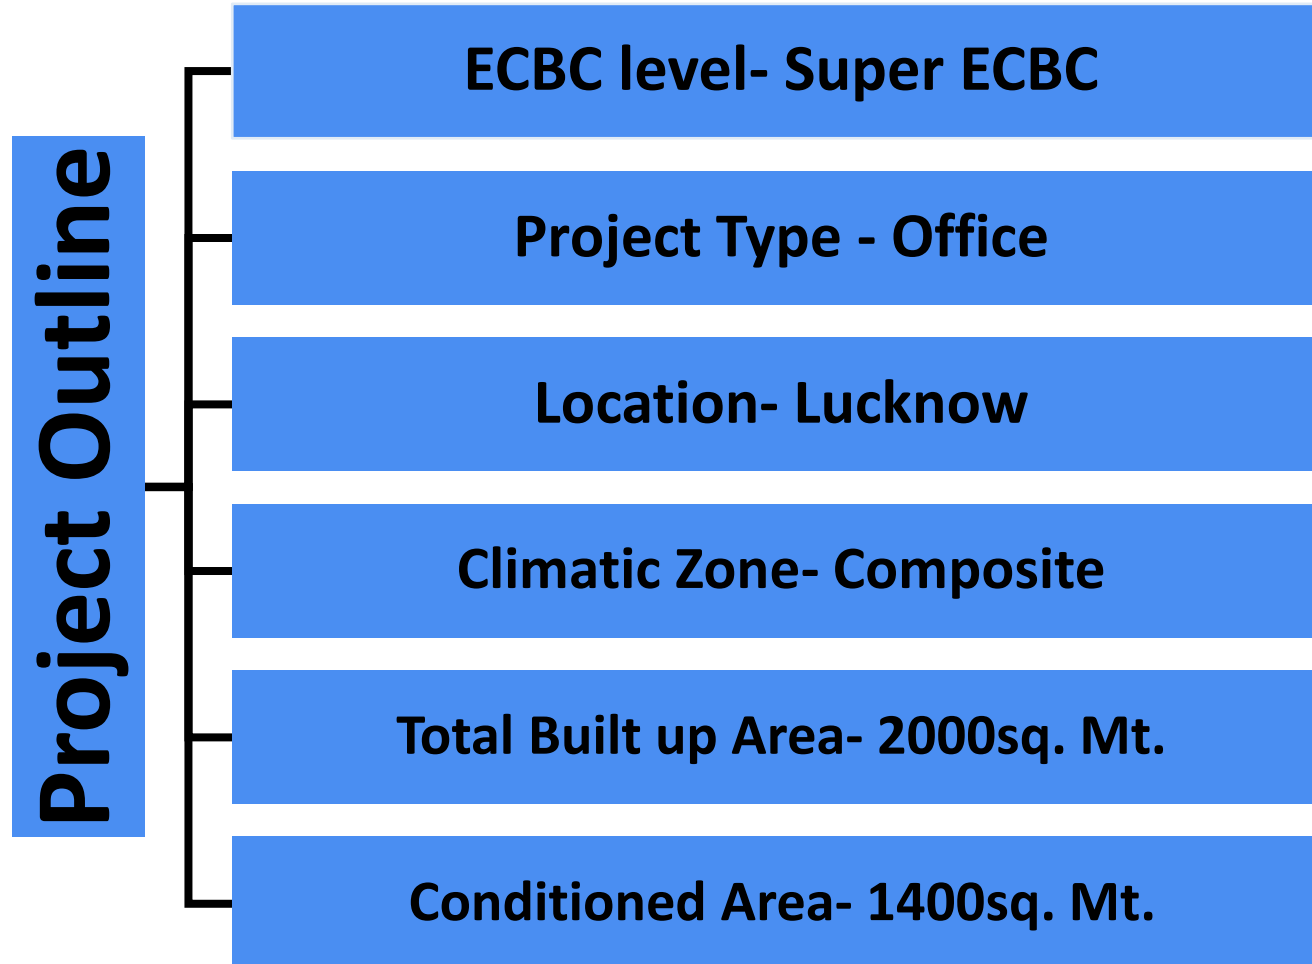 Project Outline
ECBC level- Super ECBC
Project Type - Office
Location- Lucknow
Climatic Zone- Composite
Total Built up Area- 2000sq. Mt.
Conditioned Area- 1400sq. Mt.